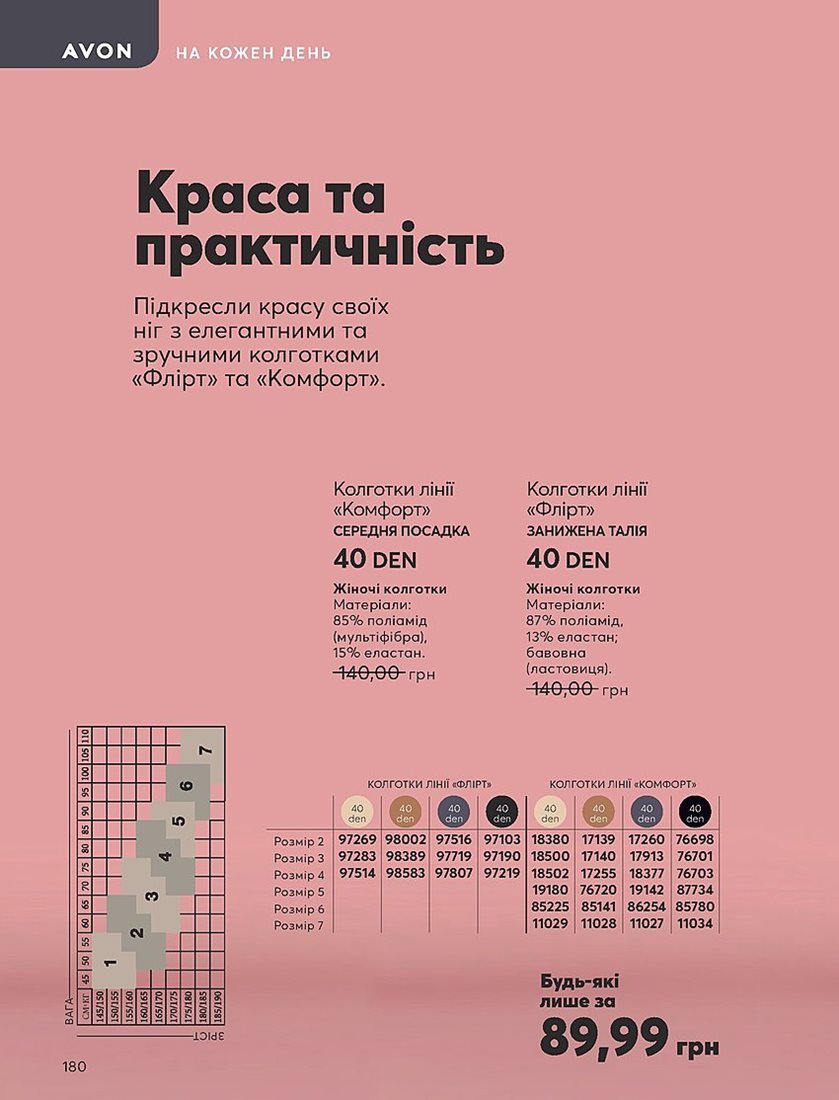 AVON
НА КОЖЕН ДЕНЬ
Краса та
практичність
Підкресли красу своїх
ніг з елегантними та
зручними колготками
«Флірт» та «Комфорт».
Колготки лінії
«Комфорт»
СЕРЕДНЯ ПОСАДКА
40 DEN
Жіночі колготки
Матеріали:
85% поліамід
(мультіфібра),
15% еластан.
140,00 грн
Колготки лінії
«Флірт»
ЗАНИЖЕНА ТАЛІЯ
40 DEN
Жіночі колготки
Матеріали:
87% поліамід,
13% еластан;
бавовна
(ластовиця).
140,00 грн
110
105
100
95
90
85
80
75
70
65
60
55
50
45
7
6
5
4
3
2
1
ВАГА
СМ·КГ
145/150
150/155
155/160
160/165
165/170
170/175
175/180
180/185
185/190
ЗРІСТ
КОЛГОТКИ ЛІНІЇ «ФЛІРТ» КОЛГОТКИ ЛІНІЇ «КОМФОРТ»
40 40 40 40 40 40 40 40
den den den den den den den den
Розмір 2 97269 98002 97516 97103 18380 17139 17260 76698
Розмір 3 97283 98389 97719 97190 18500 17140 17913 76701
Розмір 4 97514 98583 97807 97219 18502 17255 18377 76703
Розмір 5 19180 76720 19142 87734
Розмір 6 85225 85141 86254 85780
Розмір 7 11029 11028 11027 11034
Будь-які
лише за
89,99 грн
180